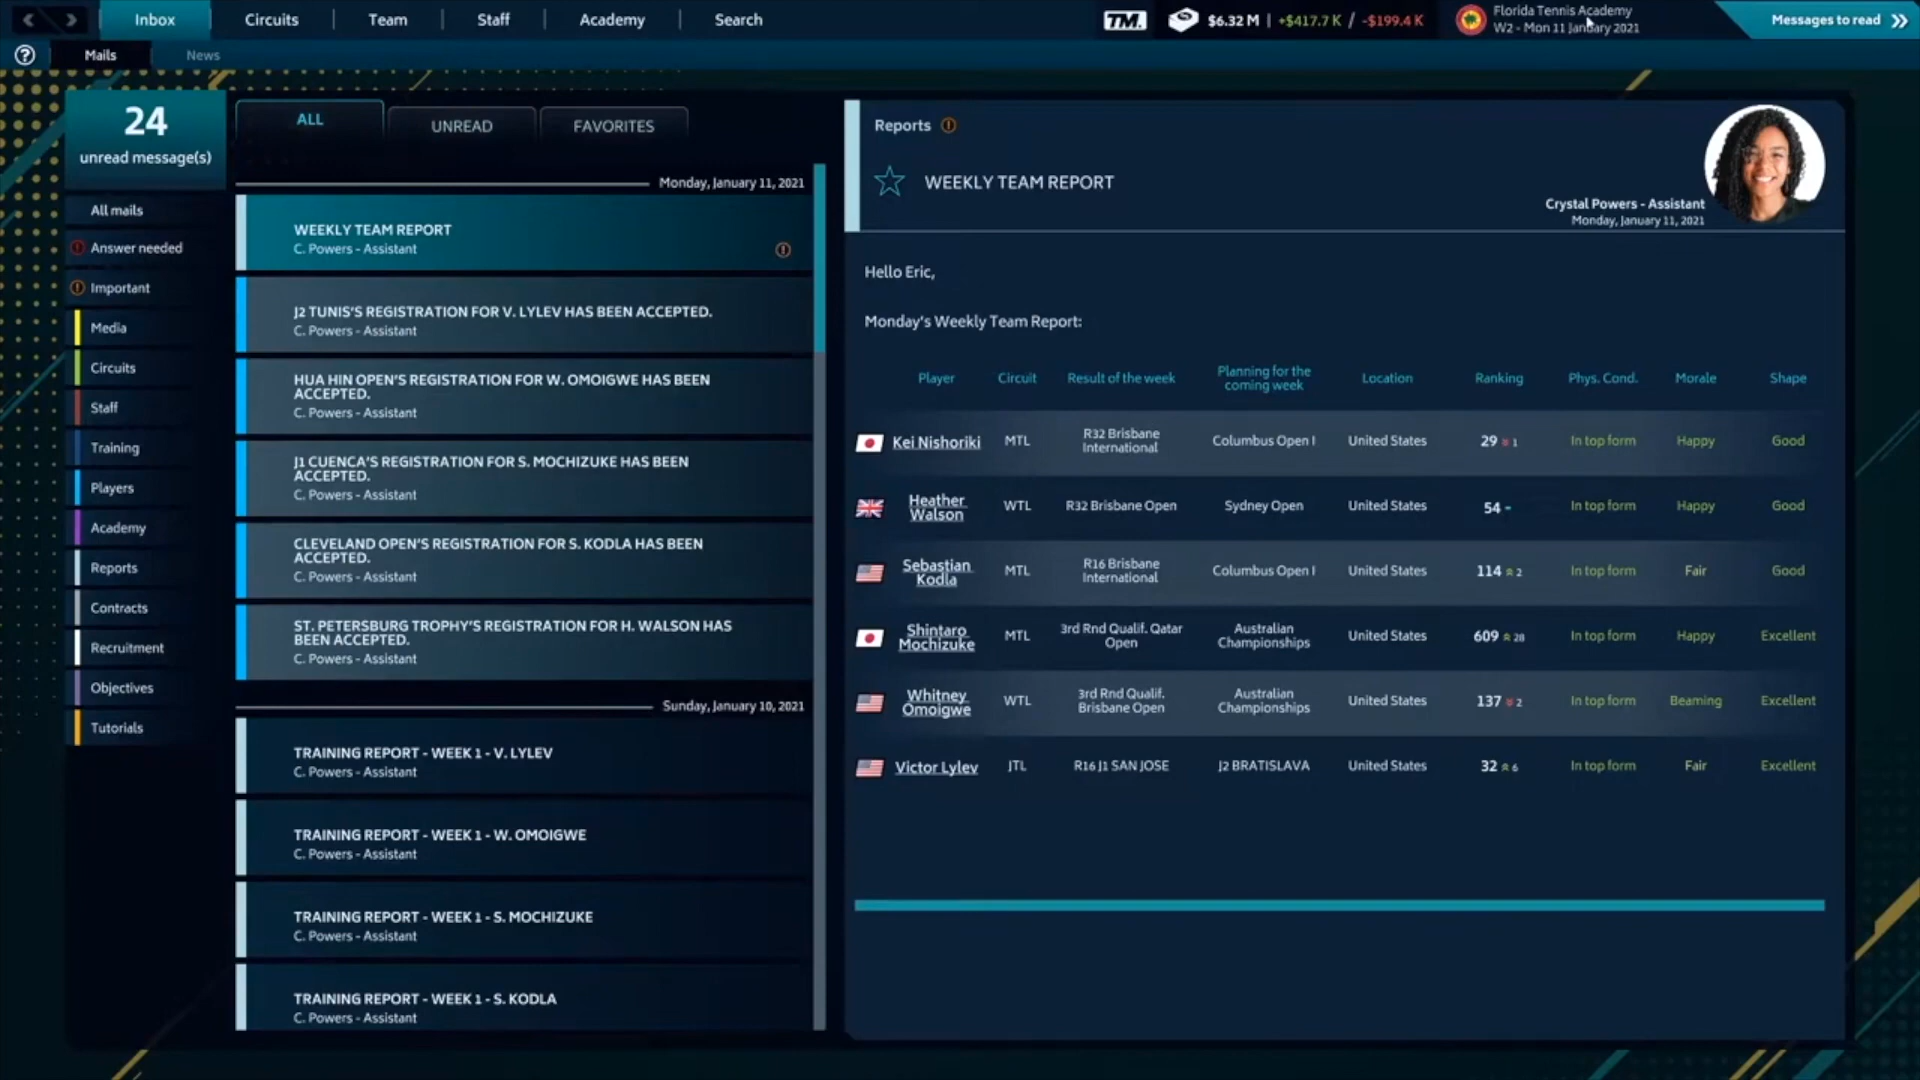 Inbox
Circuits
Team
Staff
Academy
Search
TM.
$6.32 M | +$417.7 K / -$199.4 K
Florida Tennis Academy
W2 - Mon 11 January 2021
Messages to read
?
Mails
News
24
unread message(s)
All mails
Answer needed
Important
Media
Circuits
Staff
Training
Players
Academy
Reports
Contracts
Recruitment
Objectives
Tutorials
ALL
UNREAD
FAVORITES
Monday, January 11, 2021
WEEKLY TEAM REPORT
C. Powers - Assistant
J2 TUNIS'S REGISTRATION FOR V. LYLEV HAS BEEN ACCEPTED.
C. Powers - Assistant
HUA HIN OPEN'S REGISTRATION FOR W. OMOIGWE HAS BEEN
ACCEPTED.
C. Powers - Assistant
J1 CUENCA'S REGISTRATION FOR S. MOCHIZUKE HAS BEEN
ACCEPTED.
C. Powers - Assistant
CLEVELAND OPEN'S REGISTRATION FOR S. KODLA HAS BEEN
ACCEPTED.
C. Powers - Assistant
ST. PETERSBURG TROPHY'S REGISTRATION FOR H. WALSON HAS
BEEN ACCEPTED.
C. Powers - Assistant
Sunday, January 10, 2021
TRAINING REPORT - WEEK 1 - V. LYLEV
C. Powers - Assistant
TRAINING REPORT - WEEK 1 - W. OMOIGWE
C. Powers - Assistant
TRAINING REPORT - WEEK 1 - S. MOCHIZUKE
C. Powers - Assistant
TRAINING REPORT - WEEK 1 - S. KODLA
C. Powers - Assistant
Reports
WEEKLY TEAM REPORT
Crystal Powers - Assistant
Monday, January 11, 2021
Hello Eric,
Monday's Weekly Team Report:
Player Circuit Result of the week Planning for the coming week Location Ranking Phys. Cond. Morale Shape
Kei Nishoriki MTL R32 Brisbane International Columbus Open I United States 29 1 In top form Happy Good
Heather Walson WTL R32 Brisbane Open Sydney Open United States 54 - In top form Happy Good
Sebastian Kodla MTL R16 Brisbane International Columbus Open I United States 114 2 In top form Fair Good
Shintaro Mochizuke MTL 3rd Rnd Qualif. Qatar Open Australian Championships United States 609 28 In top form Happy Excellent
Whitney Omoigwe WTL 3rd Rnd Qualif. Brisbane Open Australian Championships United States 137 2 In top form Beaming Excellent
Victor Lylev JTL R16 J1 SAN JOSE J2 BRATISLAVA United States 32 6 In top form Fair Excellent